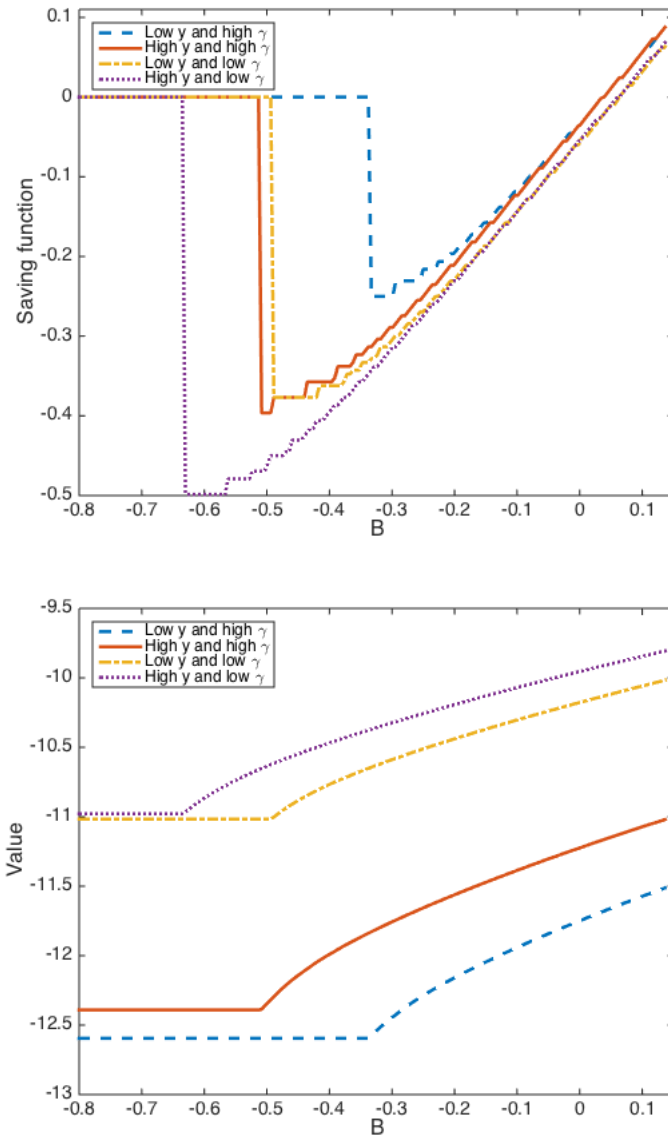 0.1
0
-0.1
-0.2
-0.3
-0.4
-0.5
Saving function
Low y and high γ
High y and high γ
Low y and low γ
High y and low γ
-0.8 -0.7 -0.6 -0.5 -0.4 -0.3 -0.2 -0.1 0 0.1
B
-9.5
-10
-10.5
-11
-11.5
-12
-12.5
-13
Value
Low y and high γ
High y and high γ
Low y and low γ
High y and low γ
-0.8 -0.7 -0.6 -0.5 -0.4 -0.3 -0.2 -0.1 0 0.1
B